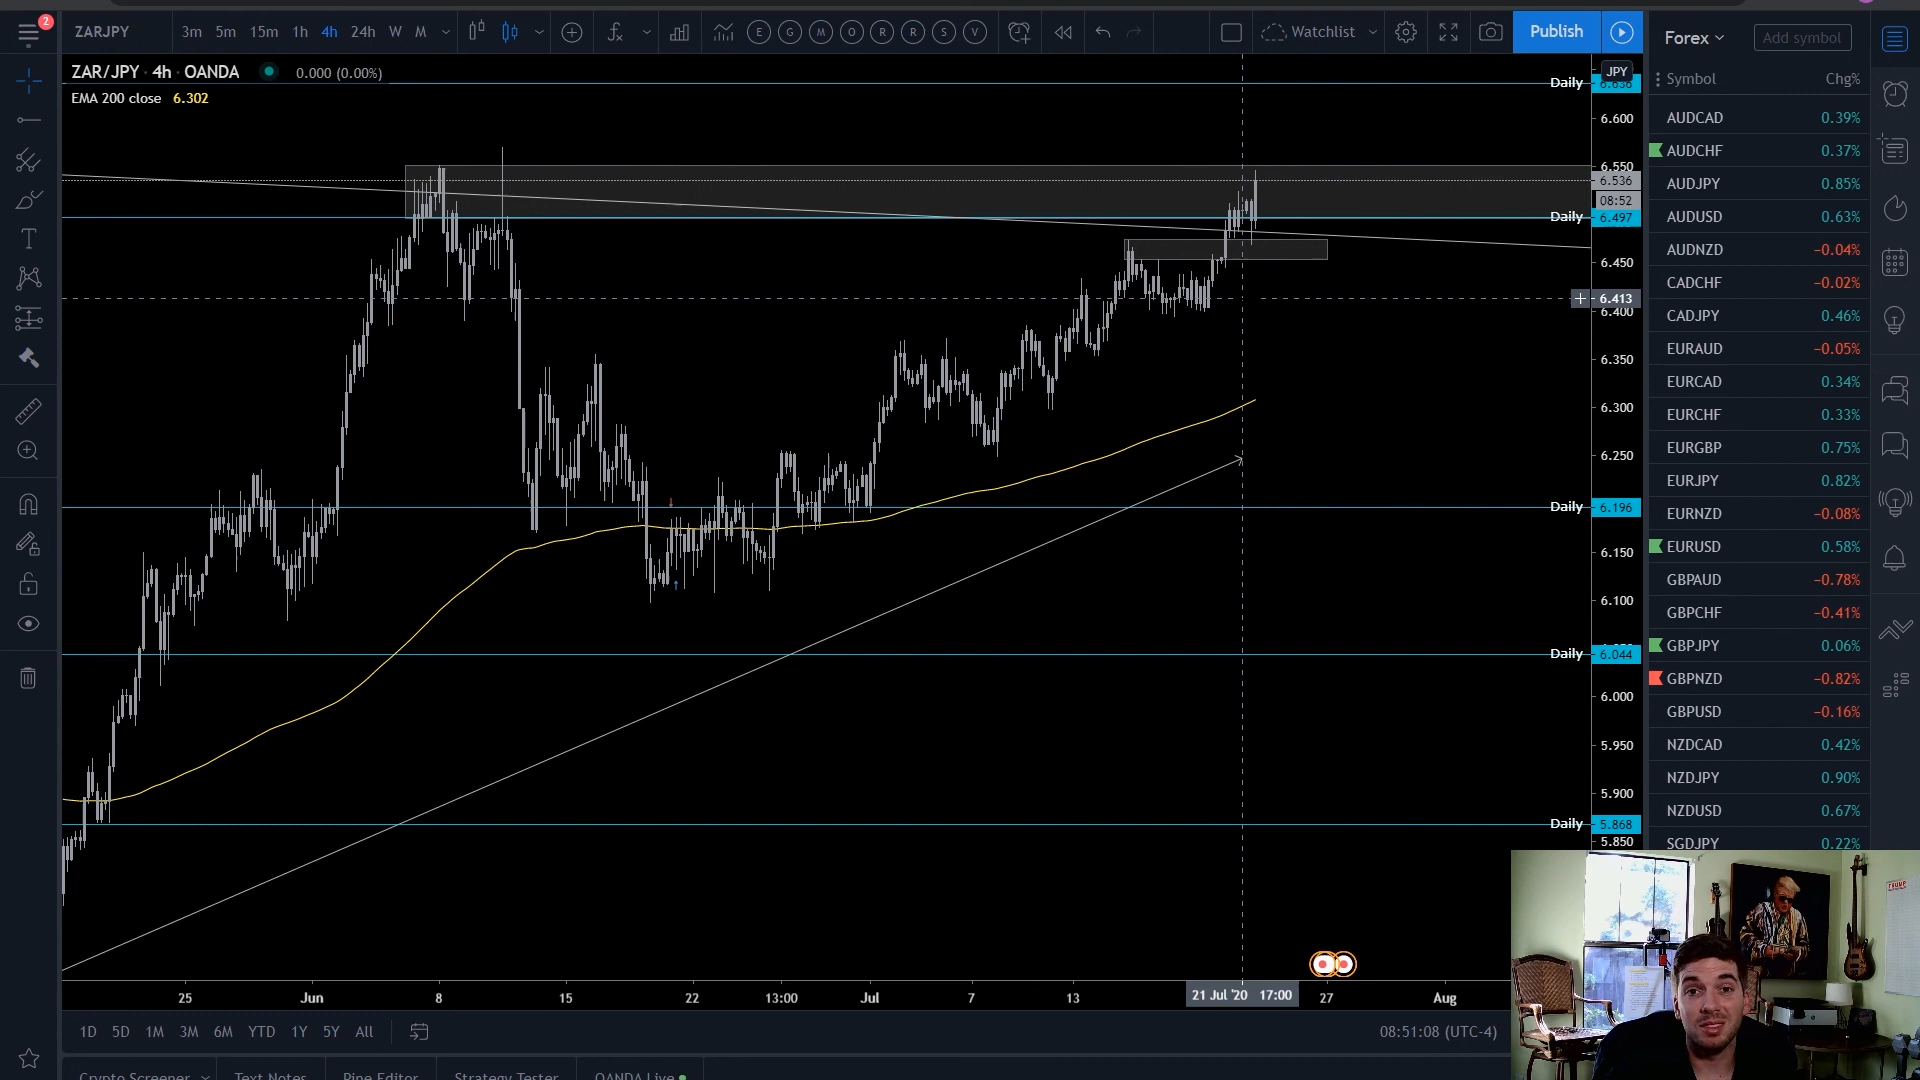 2
ZARJPY 3m 5m 15m 1h 4h 24h W M E G M O R R S V Watchlist Publish Forex Add symbol
ZAR/JPY · 4h · OANDA 0.000 (0.00%)
EMA 200 close 6.302
JPY
Daily
6.600
6.550
6.536
08:52
Daily 6.497
6.450
6.413
6.400
6.350
6.300
6.250
Daily 6.196
6.150
6.100
Daily 6.044
6.000
5.950
5.900
Daily 5.868
5.850
Symbol Chg%
AUDCAD 0.39%
AUDCHF 0.37%
AUDJPY 0.85%
AUDUSD 0.63%
AUDNZD −0.04%
CADCHF −0.02%
CADJPY 0.46%
EURAUD −0.05%
EURCAD 0.34%
EURCHF 0.33%
EURGBP 0.75%
EURJPY 0.82%
EURNZD −0.08%
EURUSD 0.58%
GBPAUD −0.78%
GBPCHF −0.41%
GBPJPY 0.06%
GBPNZD −0.82%
GBPUSD −0.16%
NZDCAD 0.42%
NZDJPY 0.90%
NZDUSD 0.67%
SGDJPY 0.22%
TRUMP
25 Jun 8 15 22 13:00 Jul 7 13 21 Jul '20 17:00 27 Aug
1D 5D 1M 3M 6M YTD 1Y 5Y All 08:51:08 (UTC-4)
Crypto Screener Text Notes Pine Editor Strategy Tester OANDA Live